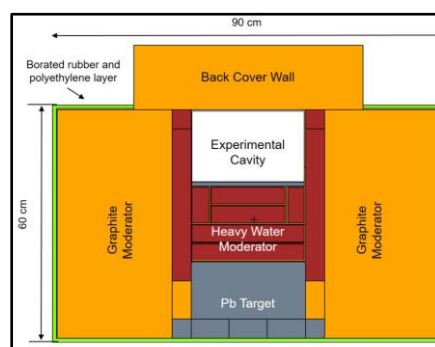 90 cm
Borated rubber and
polyethylene layer
Back Cover Wall
Experimental
Cavity
60 cm
Graphite
Moderator
Heavy Water
Moderator
Graphite
Moderator
Pb Target